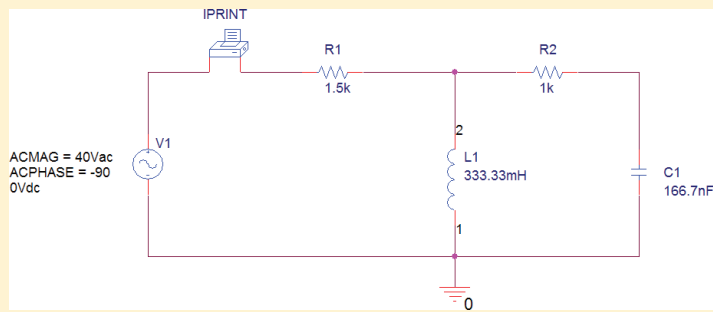 IPRINT
R1
1.5k
R2
1k
V1
ACMAG = 40Vac
ACPHASE = -90
0Vdc
2
L1
333.33mH
1
C1
166.7nF
0